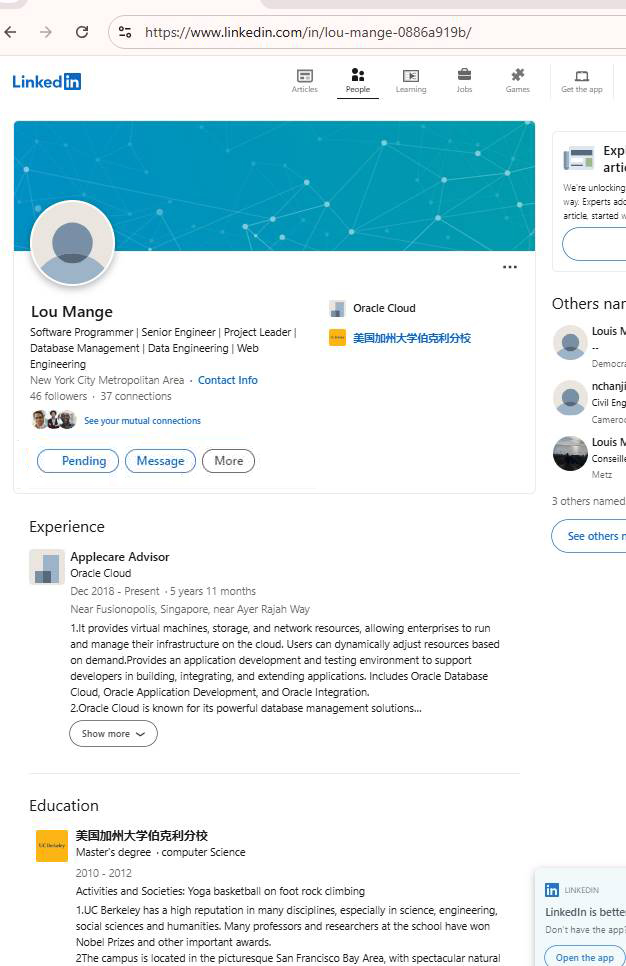 https://www.linkedin.com/in/lou-mange-0886a919b/
Linked in
Articles
People
Learning
Jobs
Games
Get the app
Lou Mange
Software Programmer | Senior Engineer | Project Leader |
Database Management | Data Engineering | Web
Engineering
New York City Metropolitan Area · Contact Info
46 followers · 37 connections
See your mutual connections
Pending
Message
More
Oracle Cloud
美国加州大学伯克利分校
Experience
Applecare Advisor
Oracle Cloud
Dec 2018 - Present · 5 years 11 months
Near Fusionopolis, Singapore, near Ayer Rajah Way
1.It provides virtual machines, storage, and network resources, allowing enterprises to run
and manage their infrastructure on the cloud. Users can dynamically adjust resources based
on demand.Provides an application development and testing environment to support
developers in building, integrating, and extending applications. Includes Oracle Database
Cloud, Oracle Application Development, and Oracle Integration.
2.Oracle Cloud is known for its powerful database management solutions...
Show more
Education
UC Berkeley
美国加州大学伯克利分校
Master's degree · computer Science
2010 - 2012
Activities and Societies: Yoga basketball on foot rock climbing
1.UC Berkeley has a high reputation in many disciplines, especially in science, engineering,
social sciences and humanities. Many professors and researchers at the school have won
Nobel Prizes and other important awards.
2The campus is located in the picturesque San Francisco Bay Area, with spectacular natural
Expl
artic
We're unlocking
way. Experts add
article, started w
Others nam
Louis M
--
Democra
nchanji
Civil Eng
Cameroo
Louis M
Conseille
Metz
3 others named
See others n
in LINKEDIN
LinkedIn is bette
Don't have the app?
Open the app